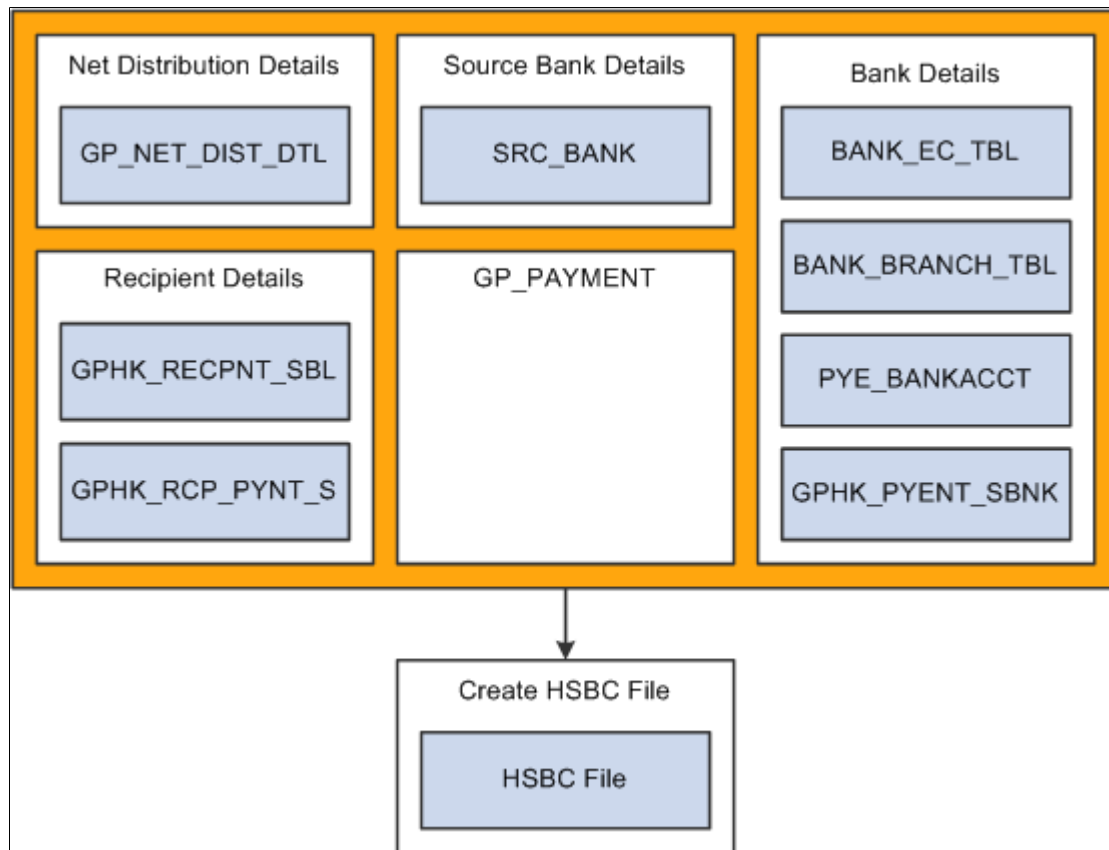 Net Distribution Details
GP_NET_DIST_DTL
Source Bank Details
SRC_BANK
Bank Details
BANK_EC_TBL
BANK_BRANCH_TBL
PYE_BANKACCT
GPHK_PYENT_SBNK
Recipient Details
GPHK_RECPNT_SBL
GPHK_RCP_PYNT_S
GP_PAYMENT
Create HSBC File
HSBC File